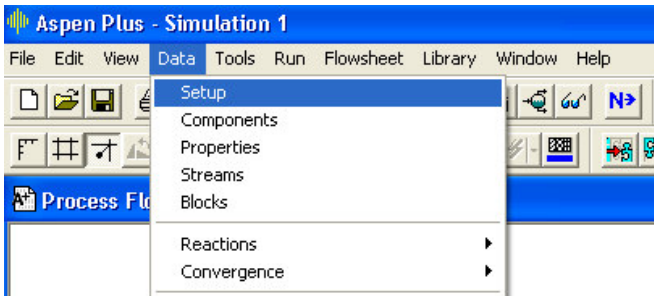 Aspen Plus - Simulation 1
File Edit View Data Tools Run Flowsheet Library Window Help
Setup
N>
Components
Properties
Streams
Process Flo
Blocks
Reactions
Convergence